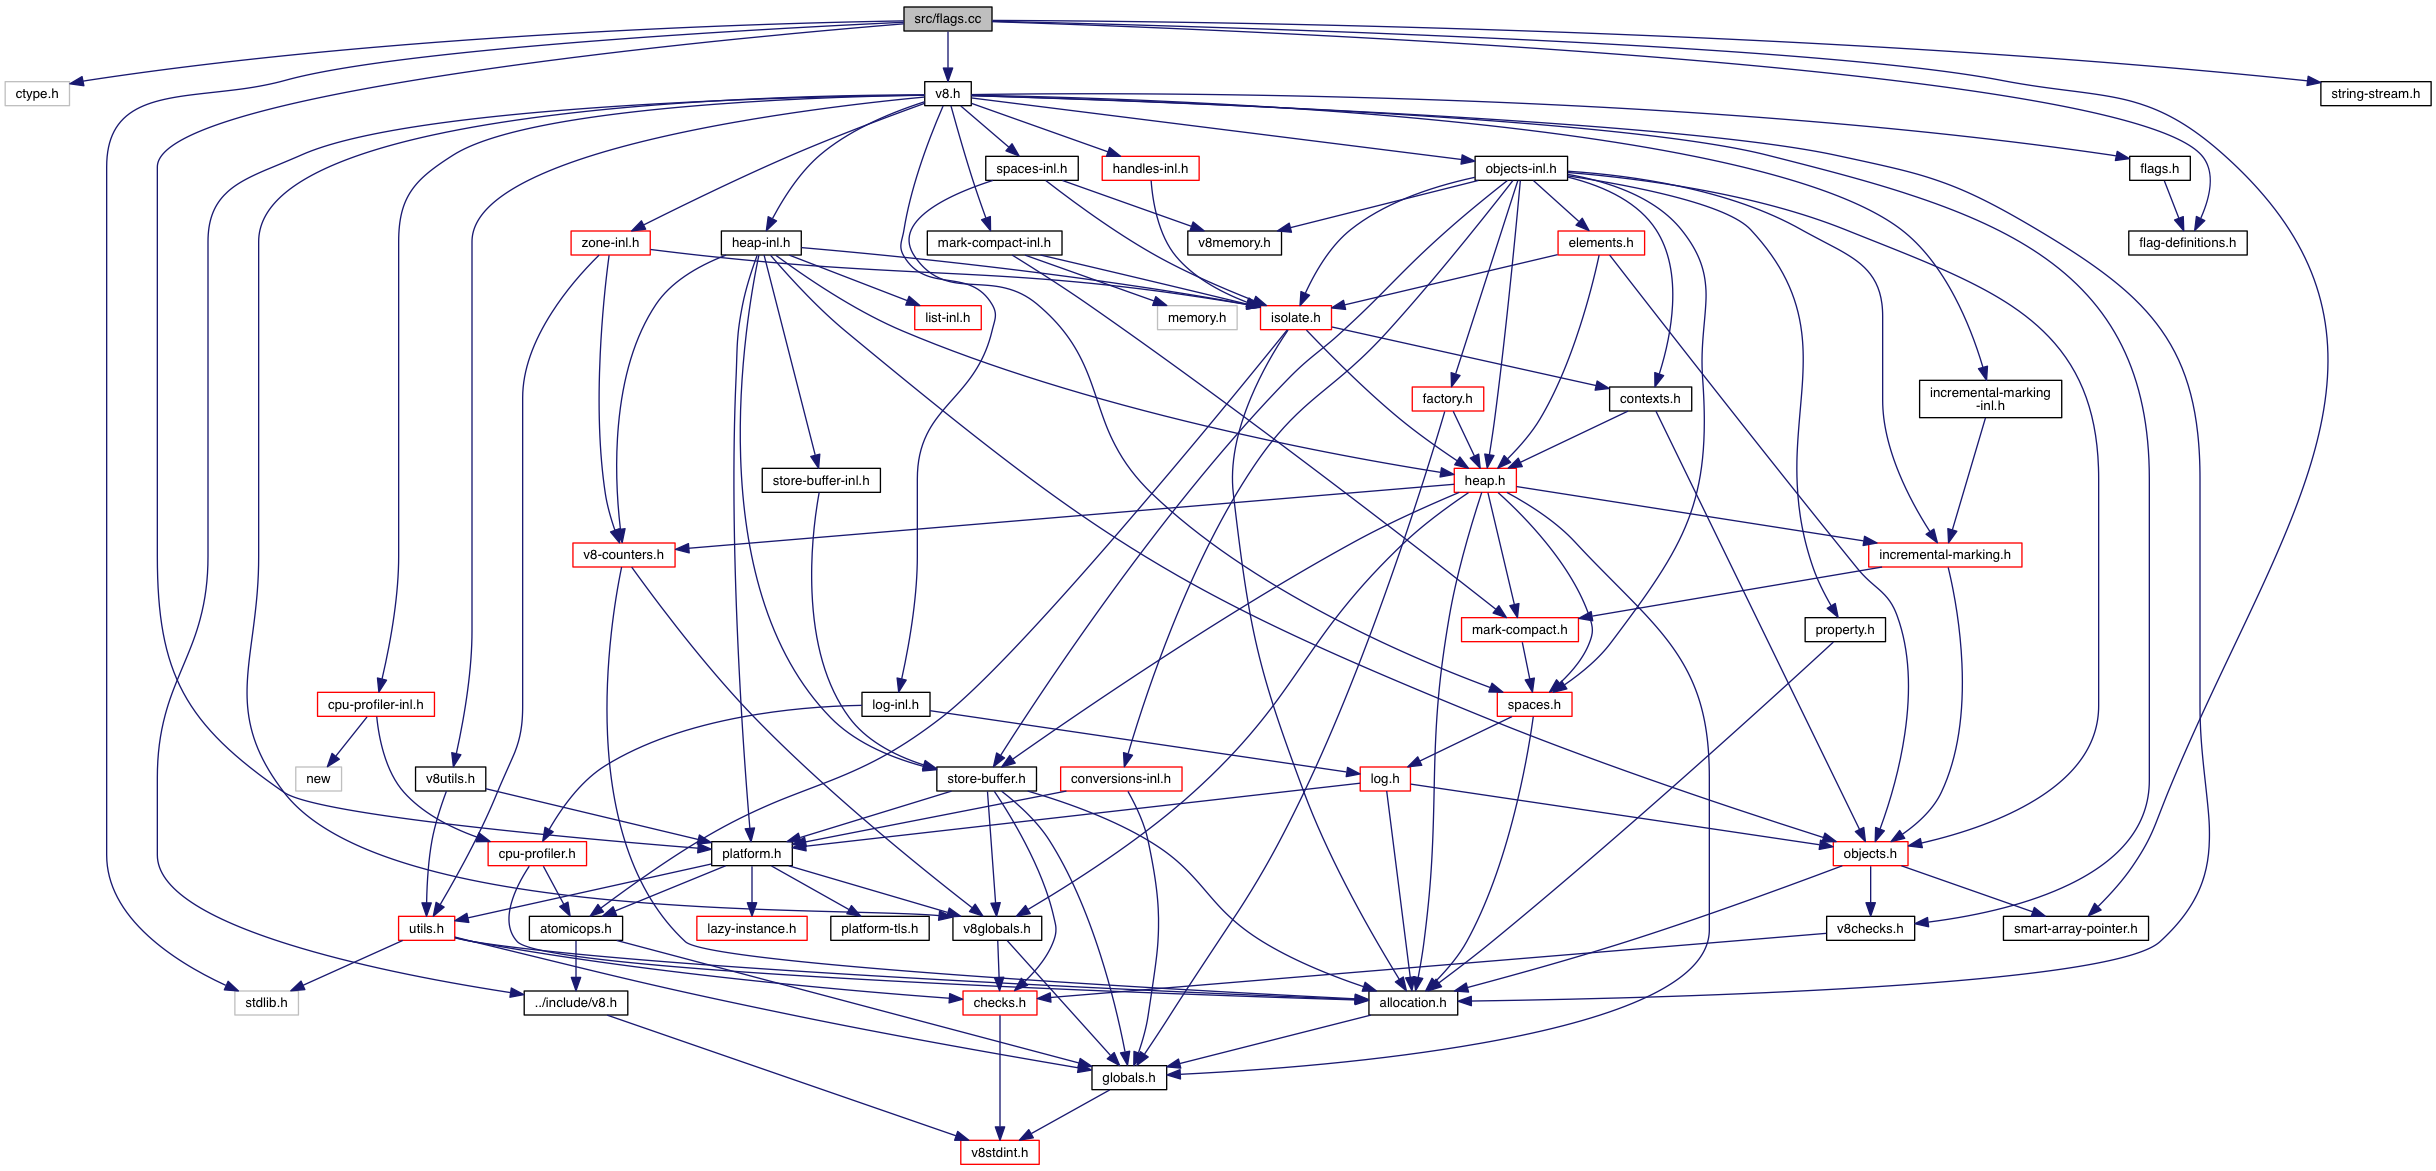 src/flags.cc
ctype.h
v8.h
string-stream.h
spaces-inl.h
handles-inl.h
objects-inl.h
flags.h
zone-inl.h
heap-inl.h
mark-compact-inl.h
v8memory.h
elements.h
flag-definitions.h
list-inl.h
memory.h
isolate.h
factory.h
contexts.h
incremental-marking
-inl.h
store-buffer-inl.h
heap.h
v8-counters.h
incremental-marking.h
mark-compact.h
property.h
cpu-profiler-inl.h
log-inl.h
spaces.h
new
v8utils.h
store-buffer.h
conversions-inl.h
log.h
cpu-profiler.h
platform.h
objects.h
utils.h
atomicops.h
lazy-instance.h
platform-tls.h
v8globals.h
v8checks.h
smart-array-pointer.h
stdlib.h
../include/v8.h
checks.h
allocation.h
globals.h
v8stdint.h